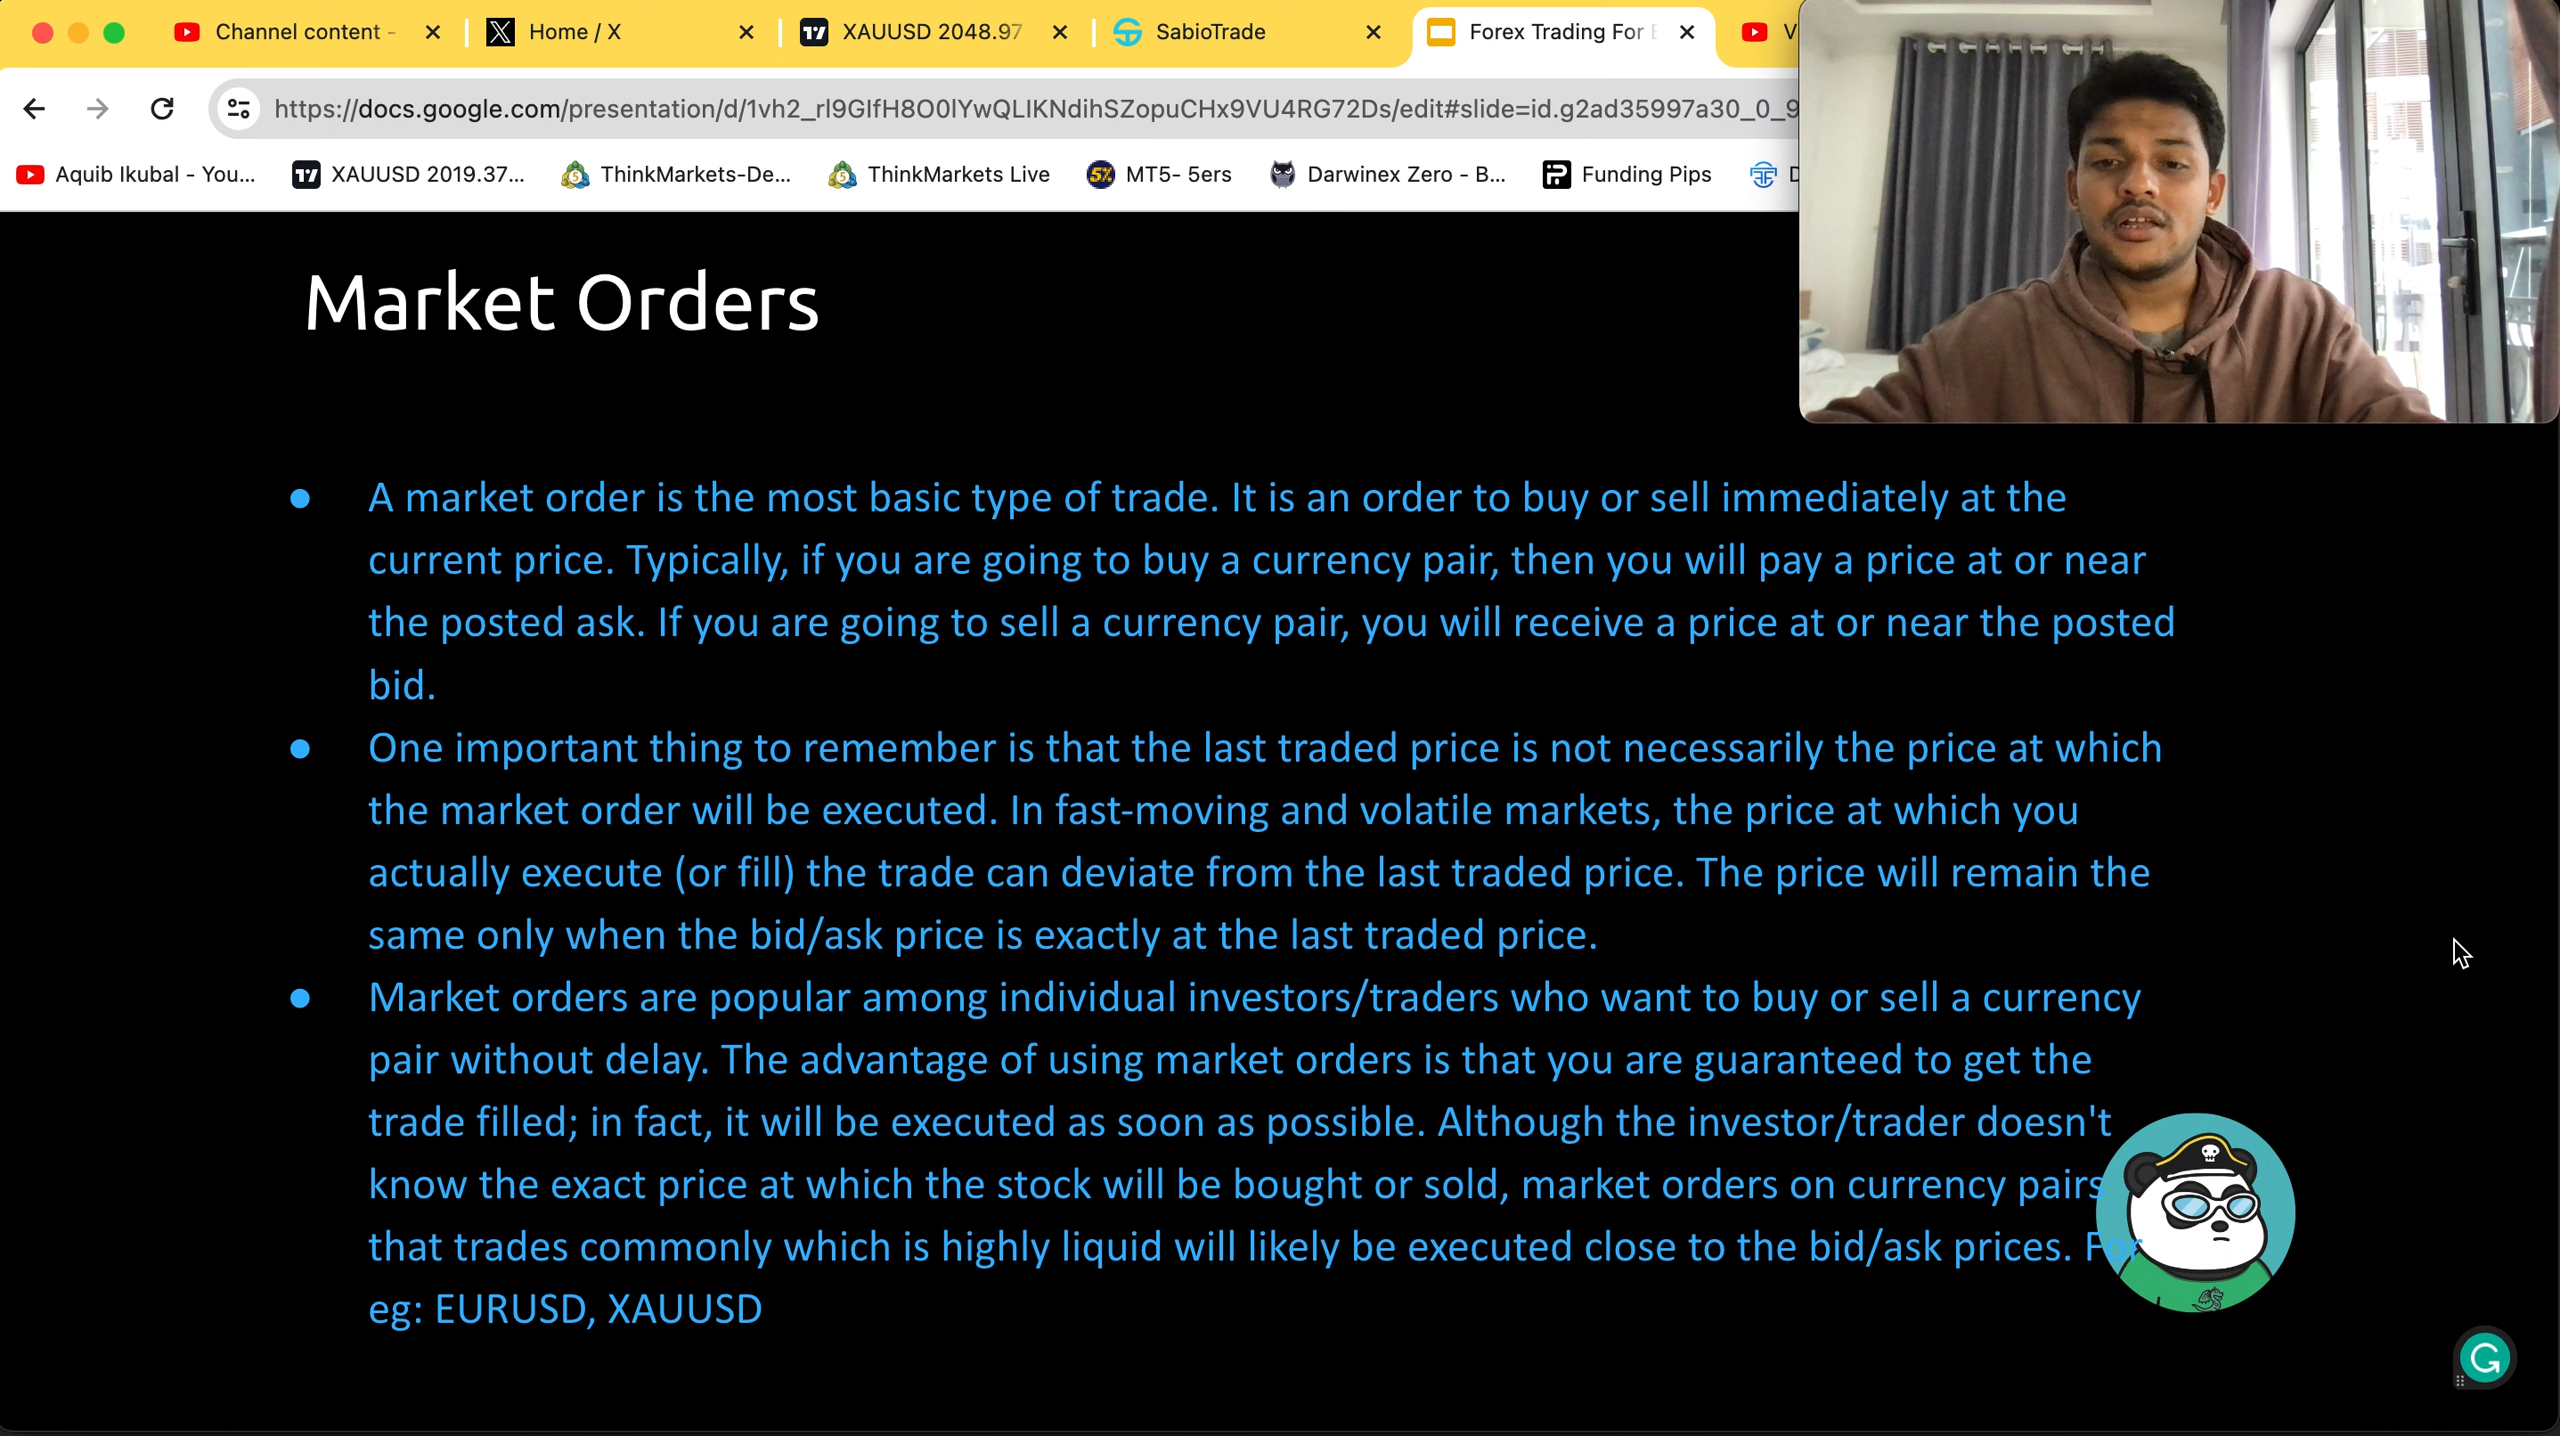 Channel content -
Home / X
XAUUSD 2048.97
SabioTrade
Forex Trading For
https://docs.google.com/presentation/d/1vh2_rl9GIfH8O0lYwQLIKNdihSZopuCHx9VU4RG72Ds/edit#slide=id.g2ad35997a30_0_9
Aquib Ikubal - You...
XAUUSD 2019.37...
ThinkMarkets-De...
ThinkMarkets Live
MT5- 5ers
Darwinex Zero - B...
Funding Pips
Market Orders
● A market order is the most basic type of trade. It is an order to buy or sell immediately at the
current price. Typically, if you are going to buy a currency pair, then you will pay a price at or near
the posted ask. If you are going to sell a currency pair, you will receive a price at or near the posted
bid.
● One important thing to remember is that the last traded price is not necessarily the price at which
the market order will be executed. In fast-moving and volatile markets, the price at which you
actually execute (or fill) the trade can deviate from the last traded price. The price will remain the
same only when the bid/ask price is exactly at the last traded price.
● Market orders are popular among individual investors/traders who want to buy or sell a currency
pair without delay. The advantage of using market orders is that you are guaranteed to get the
trade filled; in fact, it will be executed as soon as possible. Although the investor/trader doesn't
know the exact price at which the stock will be bought or sold, market orders on currency pairs
that trades commonly which is highly liquid will likely be executed close to the bid/ask prices. For
eg: EURUSD, XAUUSD